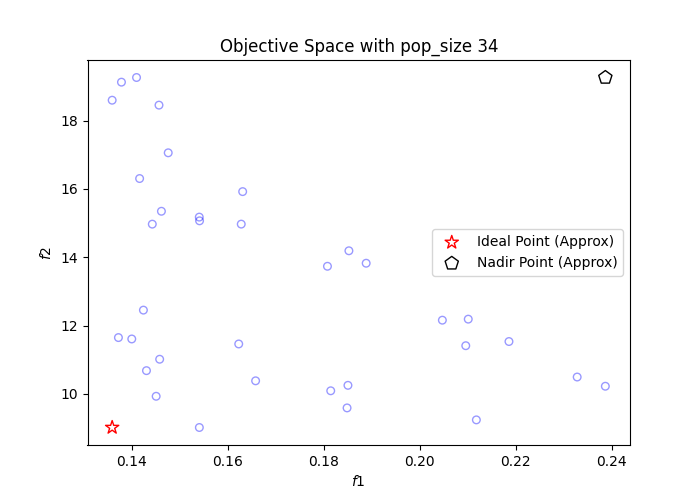 Objective Space with pop_size 34
18
16
14
12
10
f2
Ideal Point (Approx)
Nadir Point (Approx)
0.14 0.16 0.18 0.20 0.22 0.24
f1